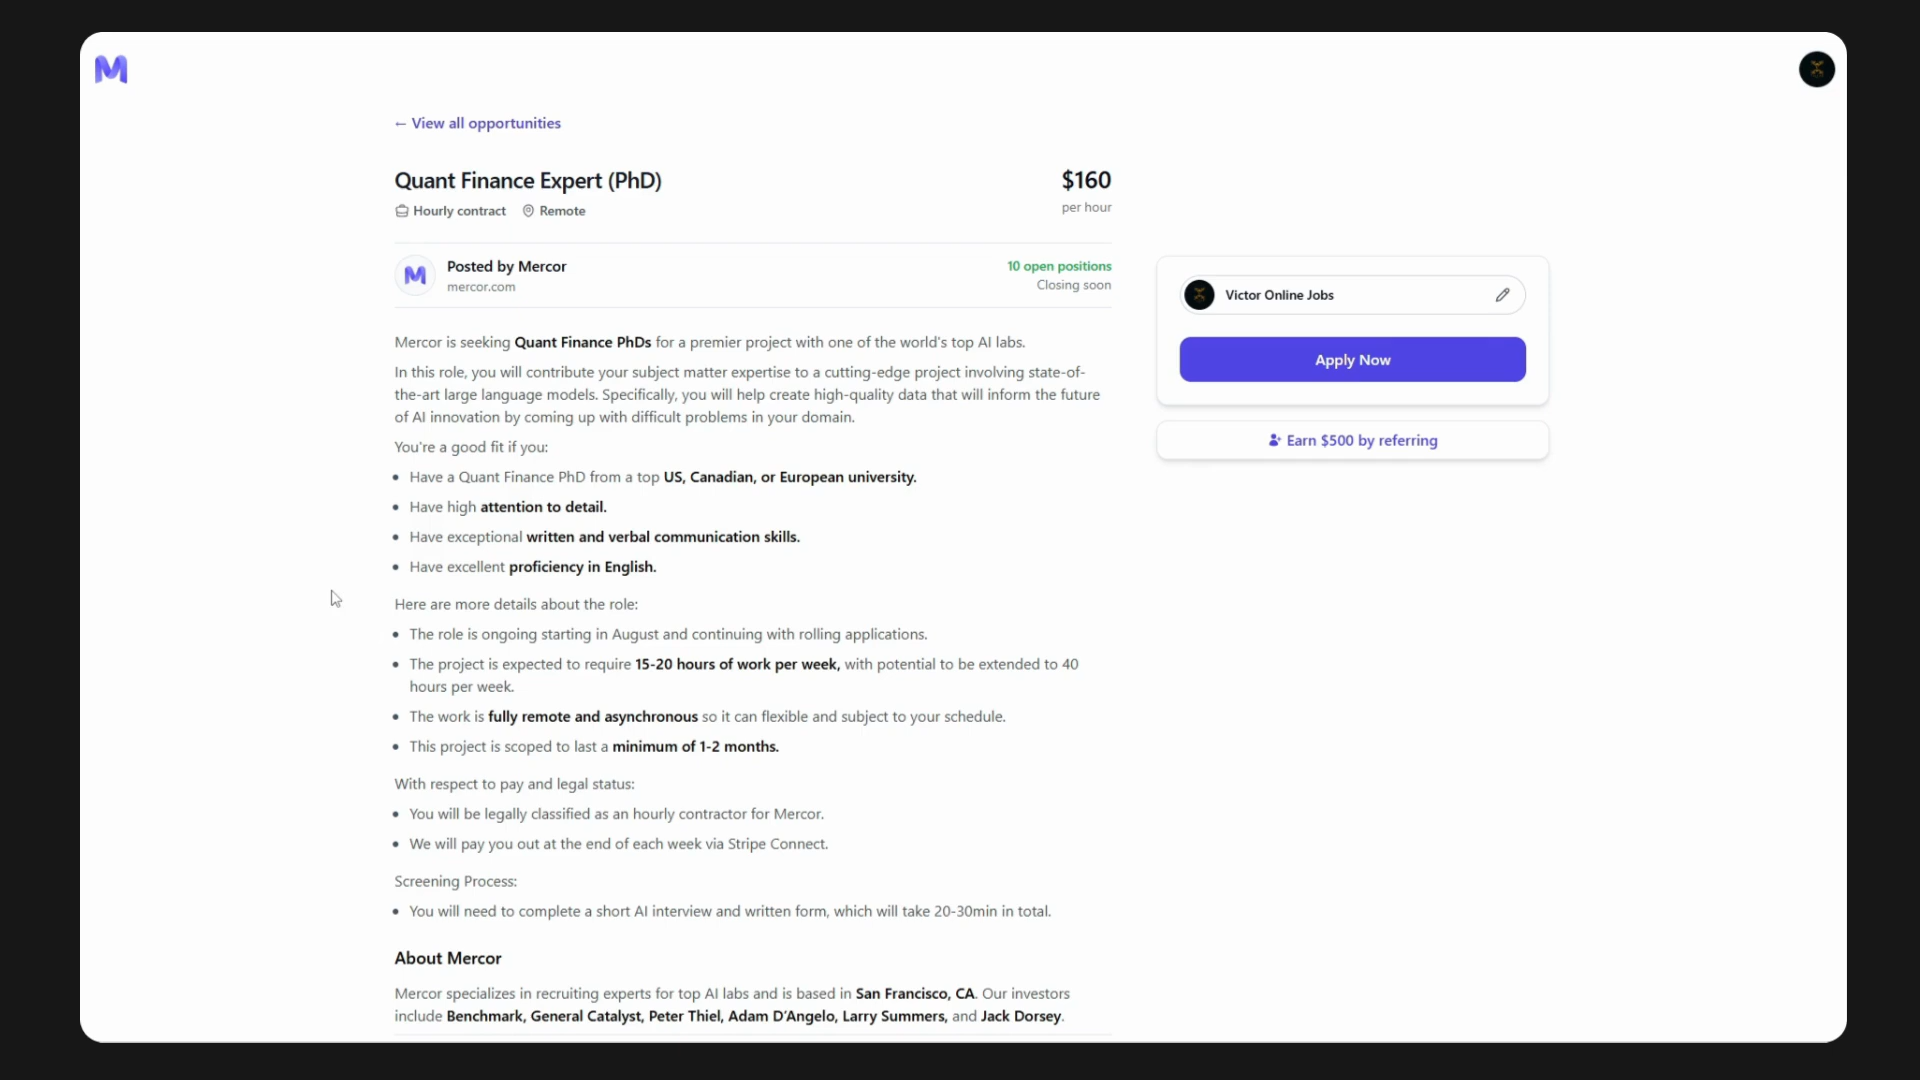 ← View all opportunities
Quant Finance Expert (PhD)
$160
Hourly contract
Remote
per hour
Posted by Mercor
mercor.com
10 open positions
Closing soon
Victor Online Jobs
Apply Now
Earn $500 by referring
Mercor is seeking Quant Finance PhDs for a premier project with one of the world's top AI labs.
In this role, you will contribute your subject matter expertise to a cutting-edge project involving state-of-
the-art large language models. Specifically, you will help create high-quality data that will inform the future
of AI innovation by coming up with difficult problems in your domain.
You're a good fit if you:
• Have a Quant Finance PhD from a top US, Canadian, or European university.
• Have high attention to detail.
• Have exceptional written and verbal communication skills.
• Have excellent proficiency in English.
Here are more details about the role:
• The role is ongoing starting in August and continuing with rolling applications.
• The project is expected to require 15-20 hours of work per week, with potential to be extended to 40
hours per week.
• The work is fully remote and asynchronous so it can flexible and subject to your schedule.
• This project is scoped to last a minimum of 1-2 months.
With respect to pay and legal status:
• You will be legally classified as an hourly contractor for Mercor.
• We will pay you out at the end of each week via Stripe Connect.
Screening Process:
• You will need to complete a short AI interview and written form, which will take 20-30min in total.
About Mercor
Mercor specializes in recruiting experts for top AI labs and is based in San Francisco, CA. Our investors
include Benchmark, General Catalyst, Peter Thiel, Adam D'Angelo, Larry Summers, and Jack Dorsey.